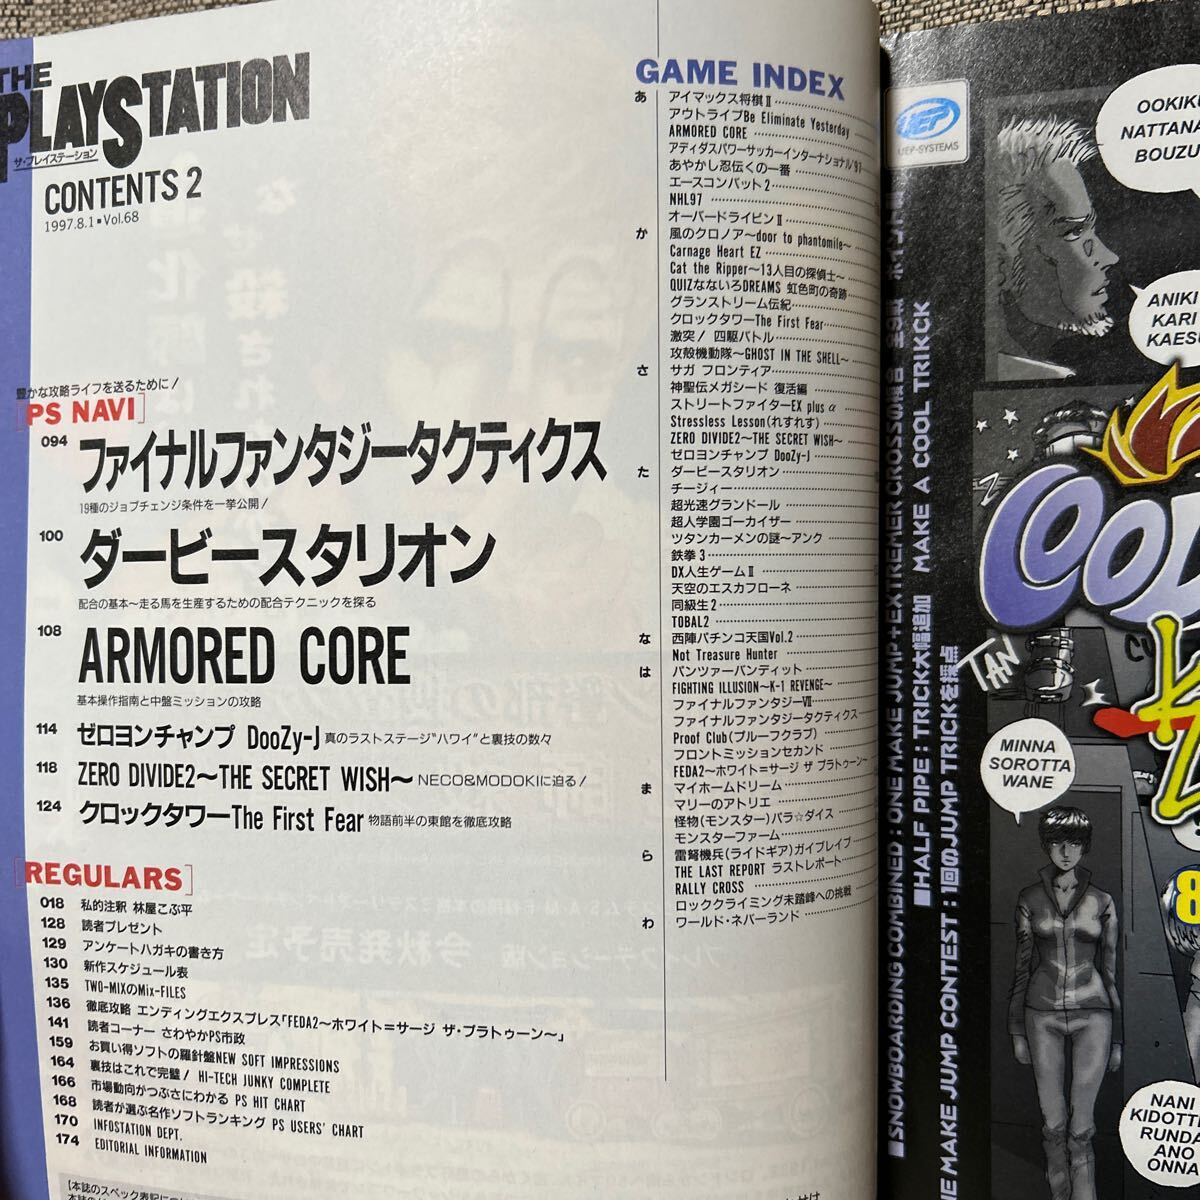 THE
PLAYSTATION
ザ・プレイステーション
CONTENTS 2
1997.8.1▪Vol.68
豊かな攻略ライフを送るために!
[PS NAVI]
094 ファイナルファンタジータクティクス
19種のジョブチェンジ条件を一挙公開!
100 ダービースタリオン
配合の基本〜走る馬を生産するための配合テクニックを探る
108 ARMORED CORE
基本操作指南と中盤ミッションの攻略
114 ゼロヨンチャンプ DooZy-J 真のラストステージ"ハワイ"と裏技の数々
118 ZERO DIVIDE2〜THE SECRET WISH〜 NECO&MODOKIに迫る!
124 クロックタワーThe First Fear 物語前半の東館を徹底攻略
[REGULARS]
018 私的注釈 林屋こぶ平
128 読者プレゼント
129 アンケートハガキの書き方
130 新作スケジュール表
135 TWO-MIXのMix-FILES
136 徹底攻略 エンディングエクスプレス「FEDA2〜ホワイト=サージ ザ・プラトゥーン〜」
141 読者コーナー さわやかPS市政
159 お買い得ソフトの羅針盤NEW SOFT IMPRESSIONS
164 裏技はこれで完璧! HI-TECH JUNKY COMPLETE
166 市場動向がつぶさにわかる PS HIT CHART
168 読者が選ぶ名作ソフトランキング PS USERS' CHART
170 INFOSTATION DEPT.
174 EDITORIAL INFORMATION
GAME INDEX
あ アイマックス将棋Ⅱ
アウトライブBe Eliminate Yesterday
ARMORED CORE
アディダスパワーサッカーインターナショナル'97
あやかし忍伝くの一番
エースコンバット2
NHL97
オーバードライビンⅡ
か 風のクロノア〜door to phantomile〜
Carnage Heart EZ
Cat the Ripper〜13人目の探偵士〜
QUIZなないろDREAMS 虹色町の奇跡
グランストリーム伝紀
クロックタワーThe First Fear
激突! 四駆バトル
攻殻機動隊〜GHOST IN THE SHELL〜
さ サガ フロンティア
神聖伝メガシード 復活編
ストリートファイターEX plus α
Stressless Lesson(れすれす)
ZERO DIVIDE2〜THE SECRET WISH〜
ゼロヨンチャンプ DooZy-J
た ダービースタリオン
チージィー
超光速グランドール
超人学園ゴーカイザー
ツタンカーメンの謎〜アンク
鉄拳3
DX人生ゲームⅡ
天空のエスカフローネ
同級生2
TOBAL2
な 西陣パチンコ天国Vol.2
Not Treasure Hunter
は パンツァーバンディット
FIGHTING ILLUSION〜K-1 REVENGE〜
ファイナルファンタジーⅦ
ファイナルファンタジータクティクス
Proof Club(プルーフクラブ)
フロントミッションセカンド
FEDA2〜ホワイト=サージ ザ プラトゥーン〜
ま マイホームドリーム
マリーのアトリエ
怪物(モンスター)パラ☆ダイス
モンスターファーム
ら 雷弩機兵(ライドギア)ガイブレイブ
THE LAST REPORT ラストレポート
RALLY CROSS
ロッククライミング未踏峰への挑戦
わ ワールド・ネバーランド
UEP
UEP-SYSTEMS
OOKIKU
NATTANA
BOUZU
ANIKI
KARI
KAESU
COOL
TAN
MINNA
SOROTTA
WANE
NANI
KIDOTTE
RUNDA
ANO
ONNA
8
■HALF PIPE : TRICK大幅追加 MAKE A COOL TRIKCK
■SNOWBOARDING COMBINED : ONE MAKE JUMP+EXTREMER CROSSの
MAKE JUMP CONTEST : 1回のJUMP TRICKを採点